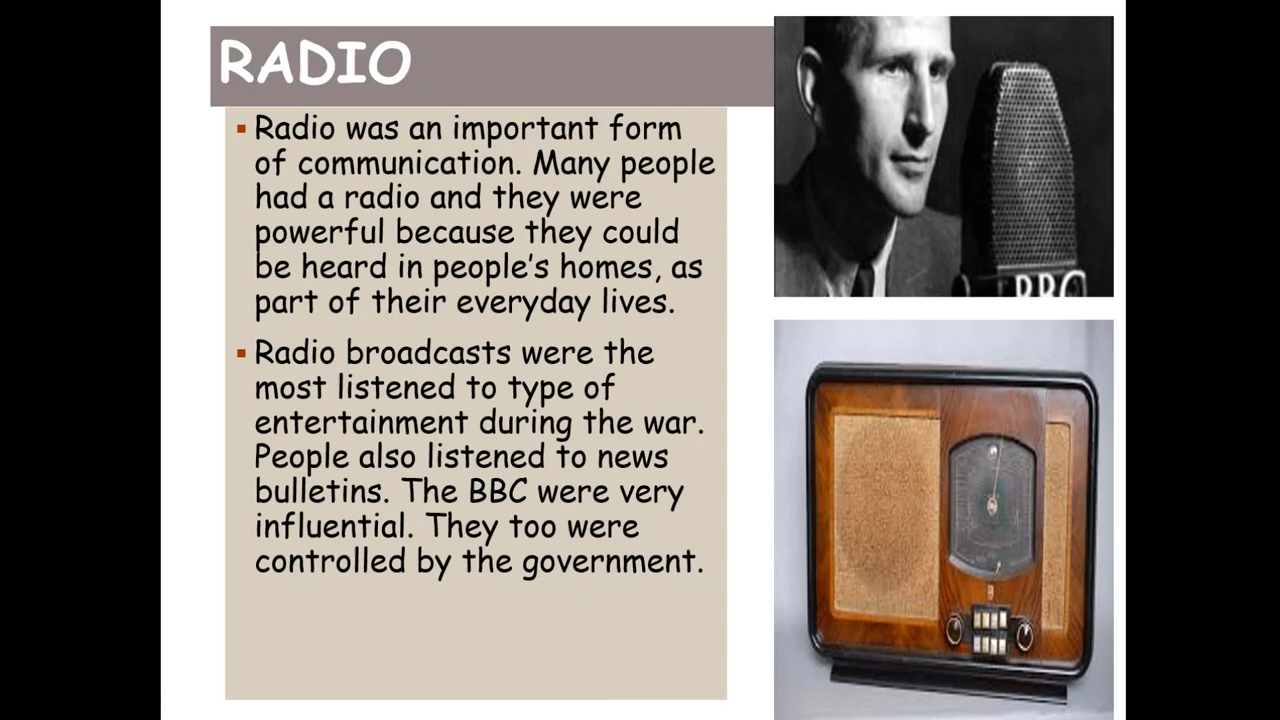 RADIO
Radio was an important form
of communication. Many people
had a radio and they were
powerful because they could
be heard in people’s homes, as
part of their everyday lives.
Radio broadcasts were the
most listened to type of
entertainment during the war.
People also listened to news
bulletins. The BBC were very
influential. They too were
controlled by the government.
BBC